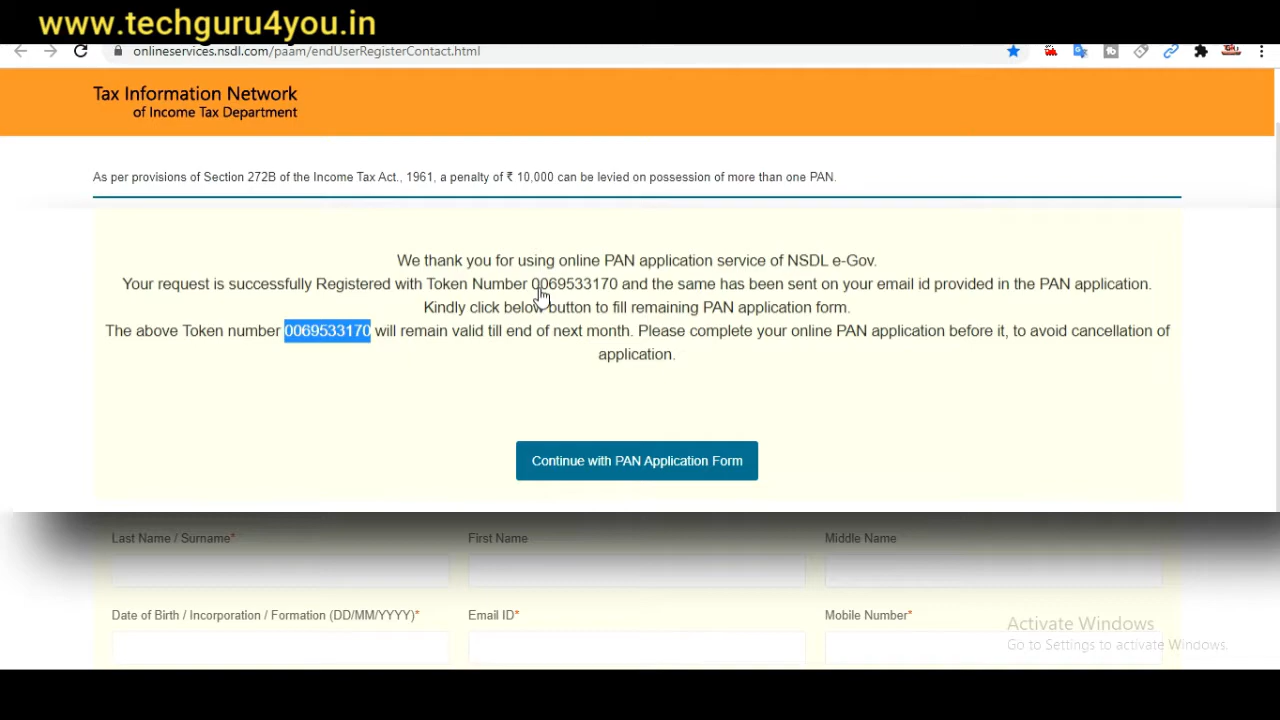 www.techguru4you.in
onlineservices.nsdl.com/paam/endUserRegisterContact.html
Tax Information Network
of Income Tax Department
As per provisions of Section 272B of the Income Tax Act., 1961, a penalty of ₹ 10,000 can be levied on possession of more than one PAN.
We thank you for using online PAN application service of NSDL e-Gov.
Your request is successfully Registered with Token Number 0069533170 and the same has been sent on your email id provided in the PAN application.
Kindly click below button to fill remaining PAN application form.
The above Token number 0069533170 will remain valid till end of next month. Please complete your online PAN application before it, to avoid cancellation of
application.
Continue with PAN Application Form
Last Name / Surname* First Name Middle Name
Date of Birth / Incorporation / Formation (DD/MM/YYYY)* Email ID* Mobile Number*
Activate Windows
Go to Settings to activate Windows.